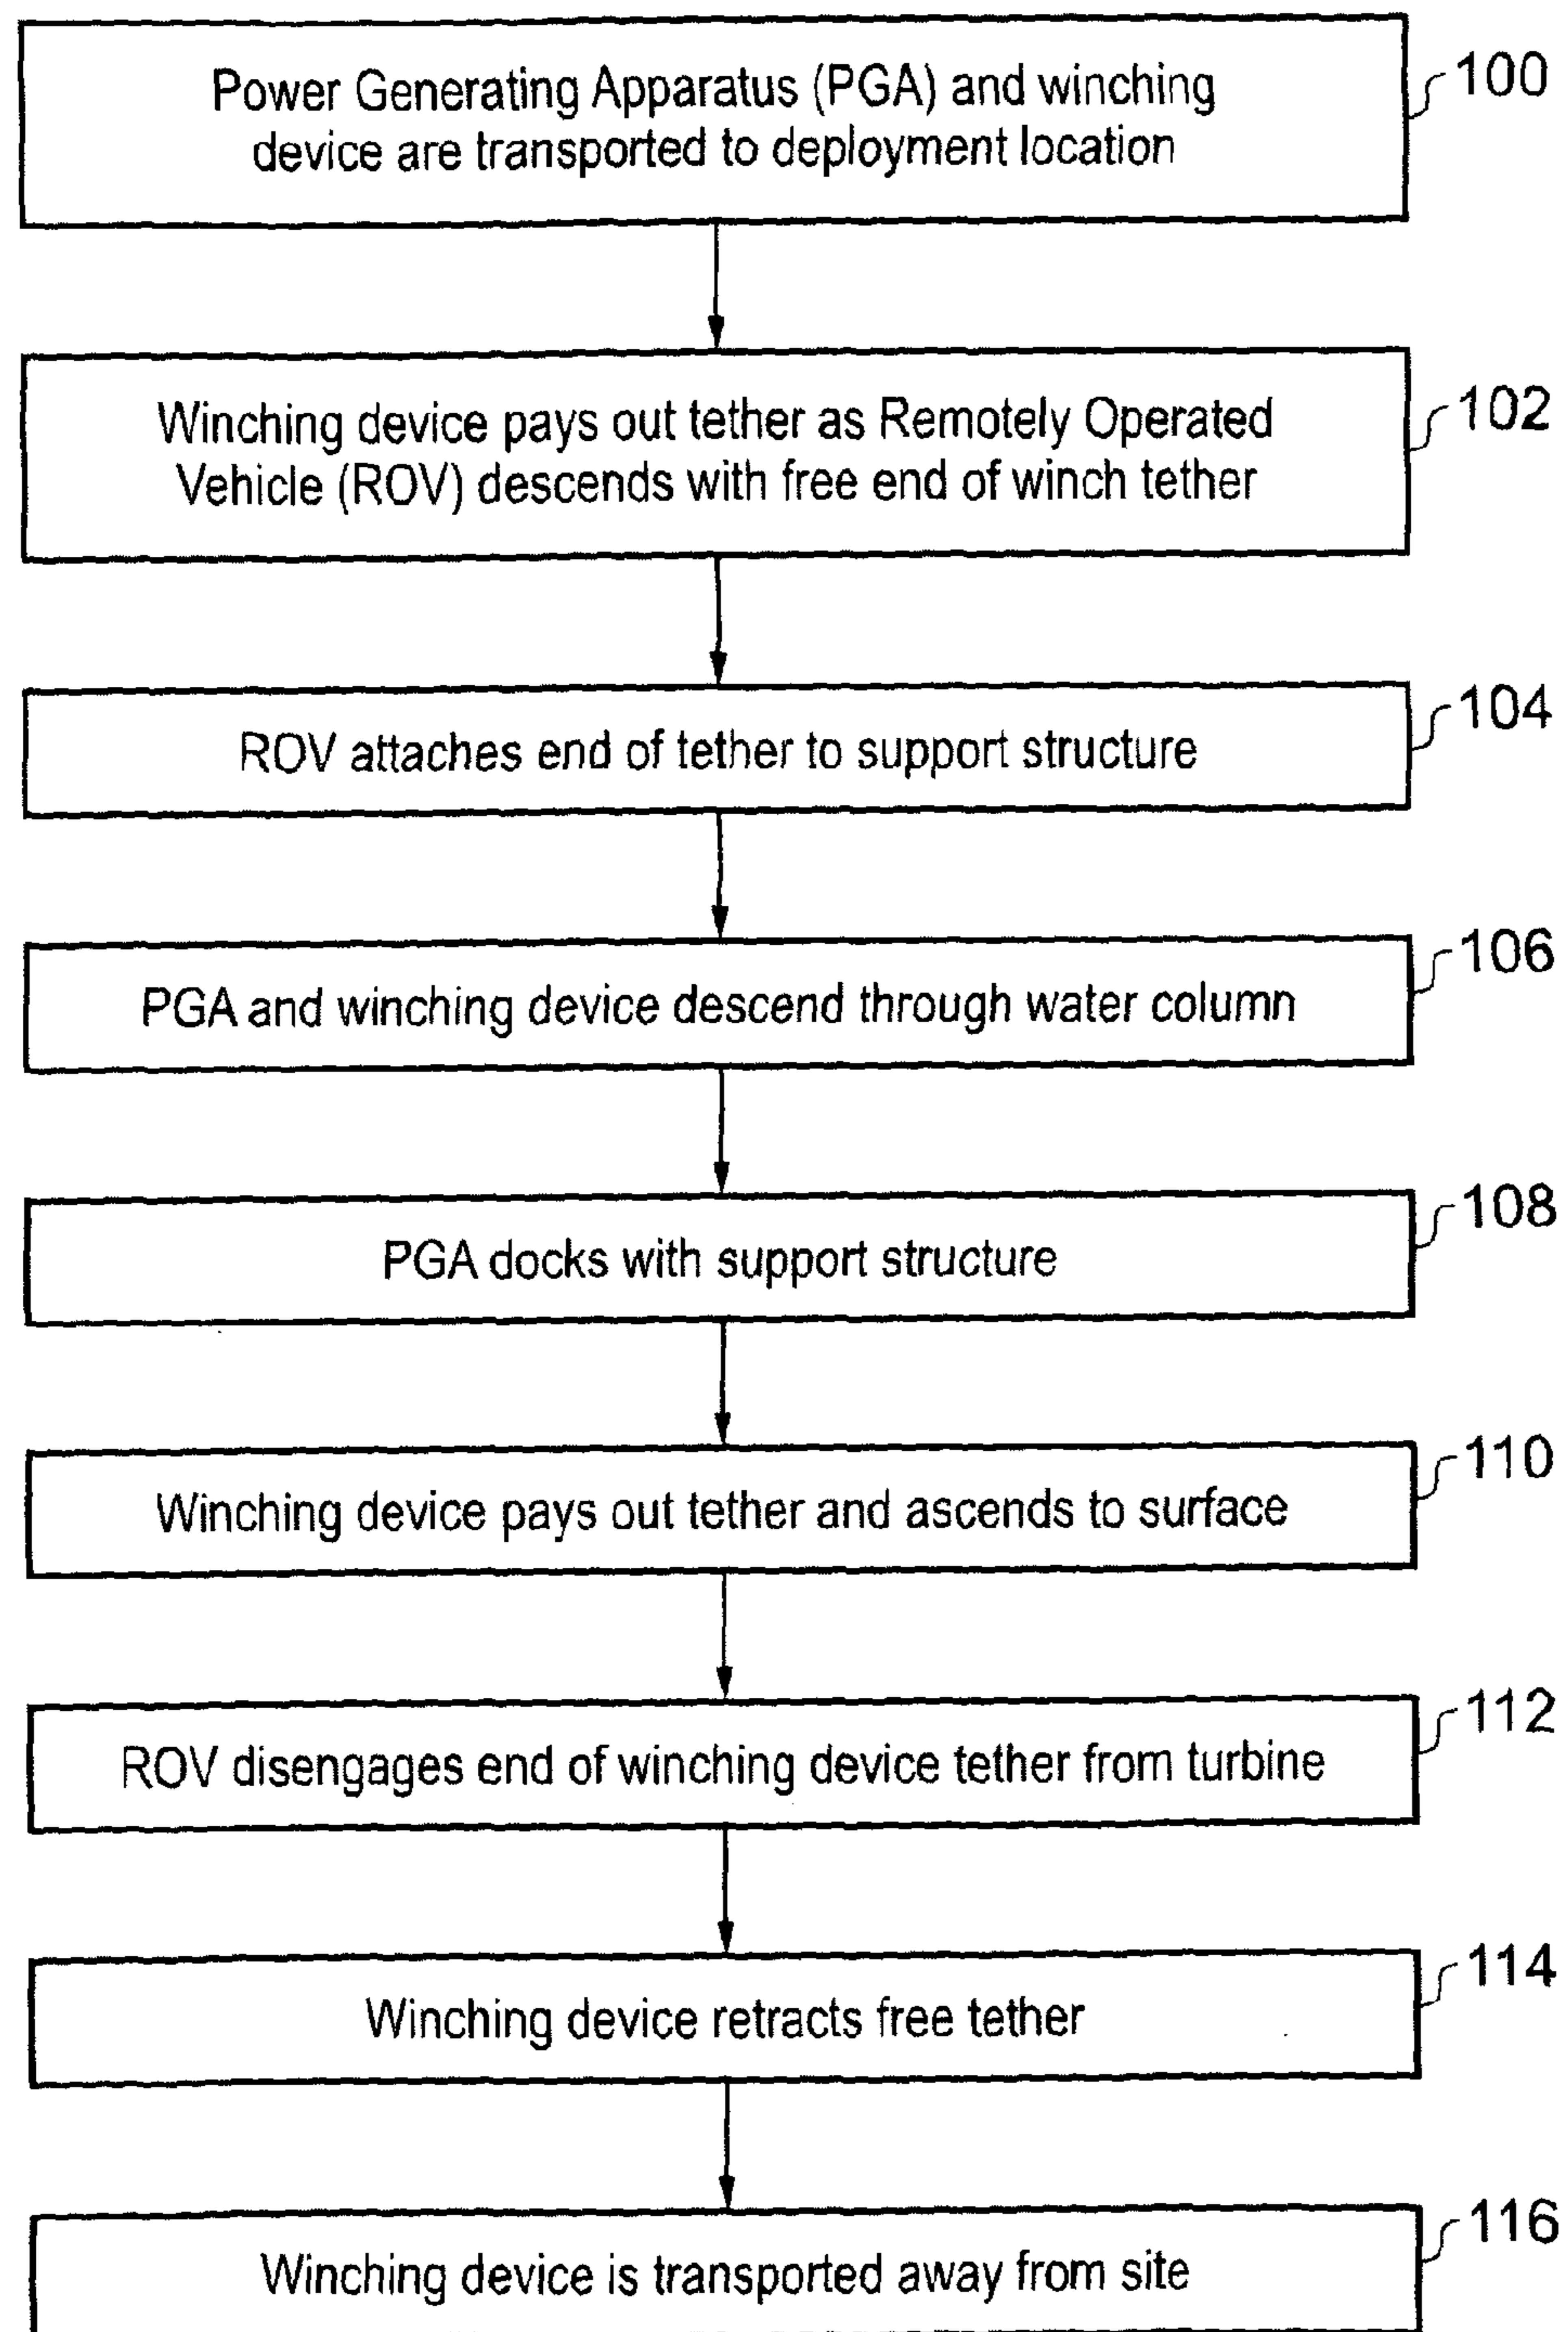 Power Generating Apparatus (PGA) and winching
device are transported to deployment location
100
Winching device pays out tether as Remotely Operated
Vehicle (ROV) descends with free end of winch tether
102
ROV attaches end of tether to support structure
104
PGA and winching device descend through water column
106
PGA docks with support structure
108
Winching device pays out tether and ascends to surface
110
ROV disengages end of winching device tether from turbine
112
Winching device retracts free tether
114
Winching device is transported away from site
116